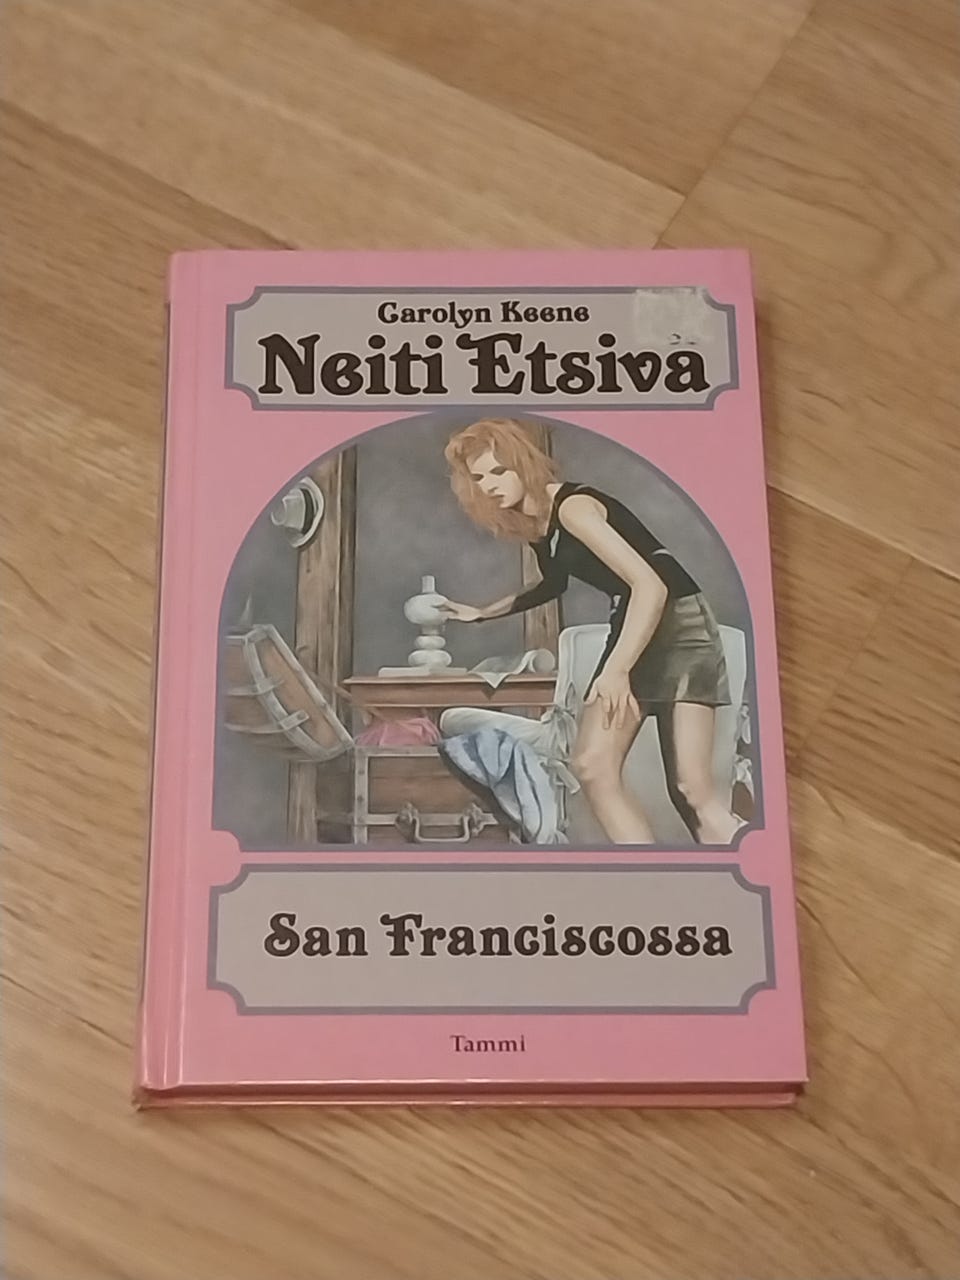 Carolyn Keene
Neiti Etsivä
San Franciscossa
Tammi